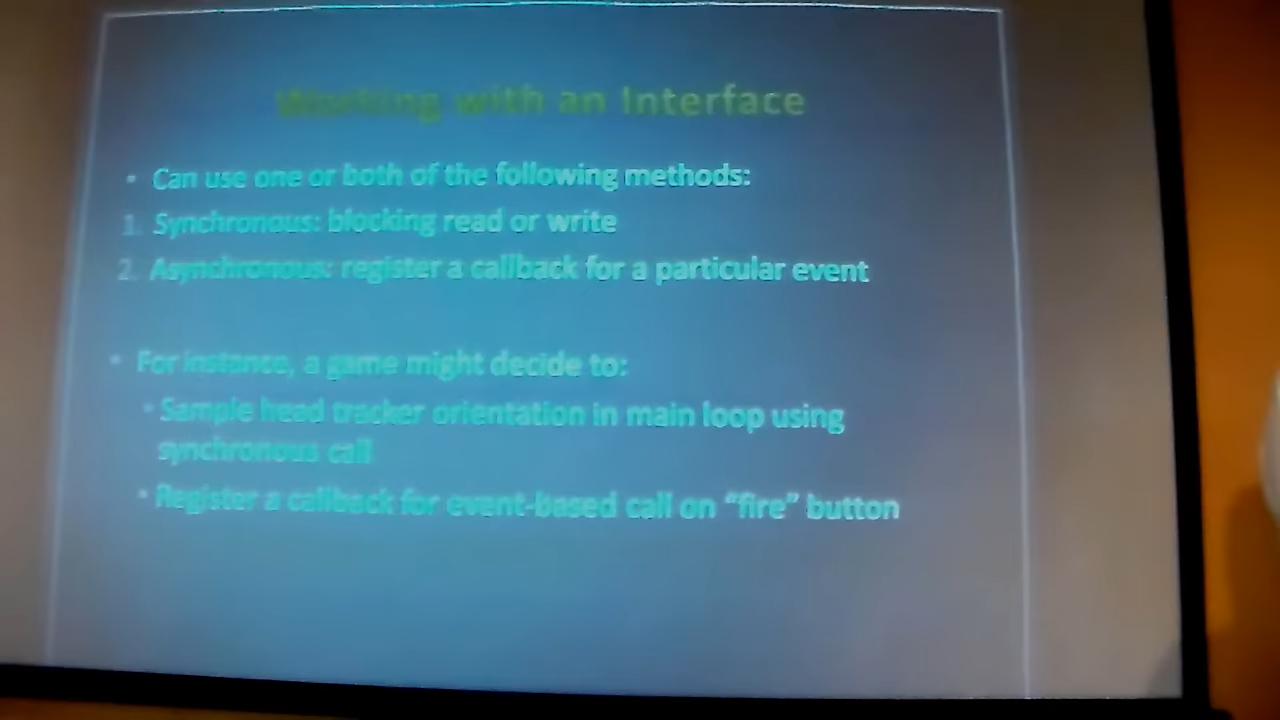 Working with an Interface
• Can use one or both of the following methods:
1. Synchronous: blocking read or write
2. Asynchronous: register a callback for a particular event
• For instance, a game might decide to:
• Sample head tracker orientation in main loop using
synchronous call
• Register a callback for event-based call on “fire” button